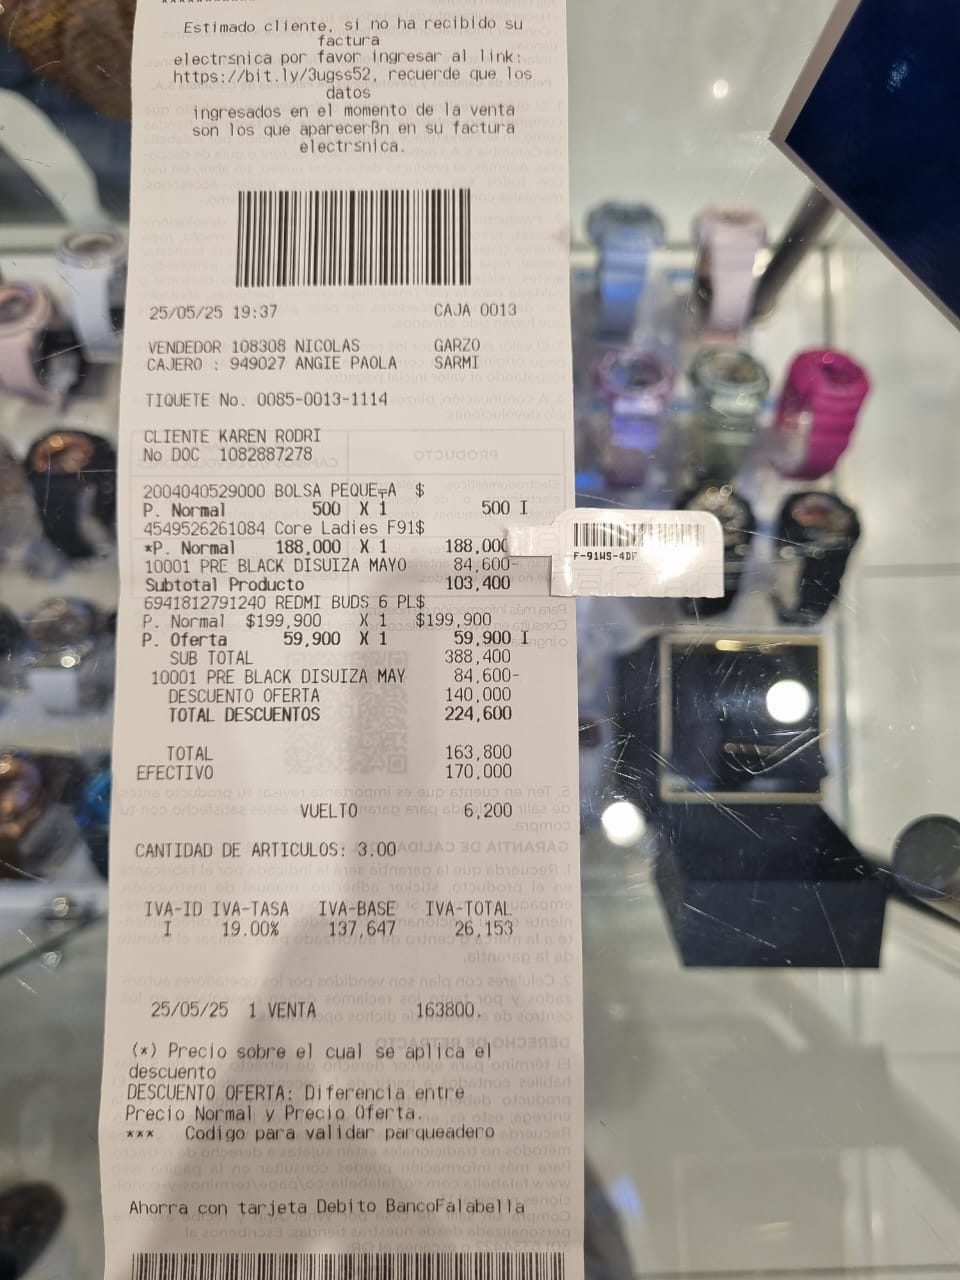 Estimado cliente, si no ha recibido su
factura
electrsnica por favor ingresar al link:
https://bit.ly/3ugss52, recuerde que los
datos
ingresados en el momento de la venta
son los que aparecerßn en su factura
electrsnica.
25/05/25 19:37 CAJA 0013
VENDEDOR 108308 NICOLAS GARZO
CAJERO : 949027 ANGIE PAOLA SARMI
TIQUETE No. 0085-0013-1114
CLIENTE KAREN RODRI
No DOC 1082887278
2004040529000 BOLSA PEQUE╤A $
P. Normal 500 X 1 500 I
4549526261084 Core Ladies F91$
*P. Normal 188,000 X 1 188,000
10001 PRE BLACK DISUIZA MAYO 84,600-
Subtotal Producto 103,400
6941812791240 REDMI BUDS 6 PL$
P. Normal $199,900 X 1 $199,900
P. Oferta 59,900 X 1 59,900 I
SUB TOTAL 388,400
10001 PRE BLACK DISUIZA MAY 84,600-
DESCUENTO OFERTA 140,000
TOTAL DESCUENTOS 224,600
TOTAL 163,800
EFECTIVO 170,000
VUELTO 6,200
CANTIDAD DE ARTICULOS: 3.00
IVA-ID IVA-TASA IVA-BASE IVA-TOTAL
I 19.00% 137,647 26,153
25/05/25 1 VENTA 163800.
(*) Precio sobre el cual se aplica el
descuento
DESCUENTO OFERTA: Diferencia entre
Precio Normal y Precio Oferta.
*** Codigo para validar parqueadero
Ahorra con tarjeta Debito BancoFalabella
F-91WS-4DF